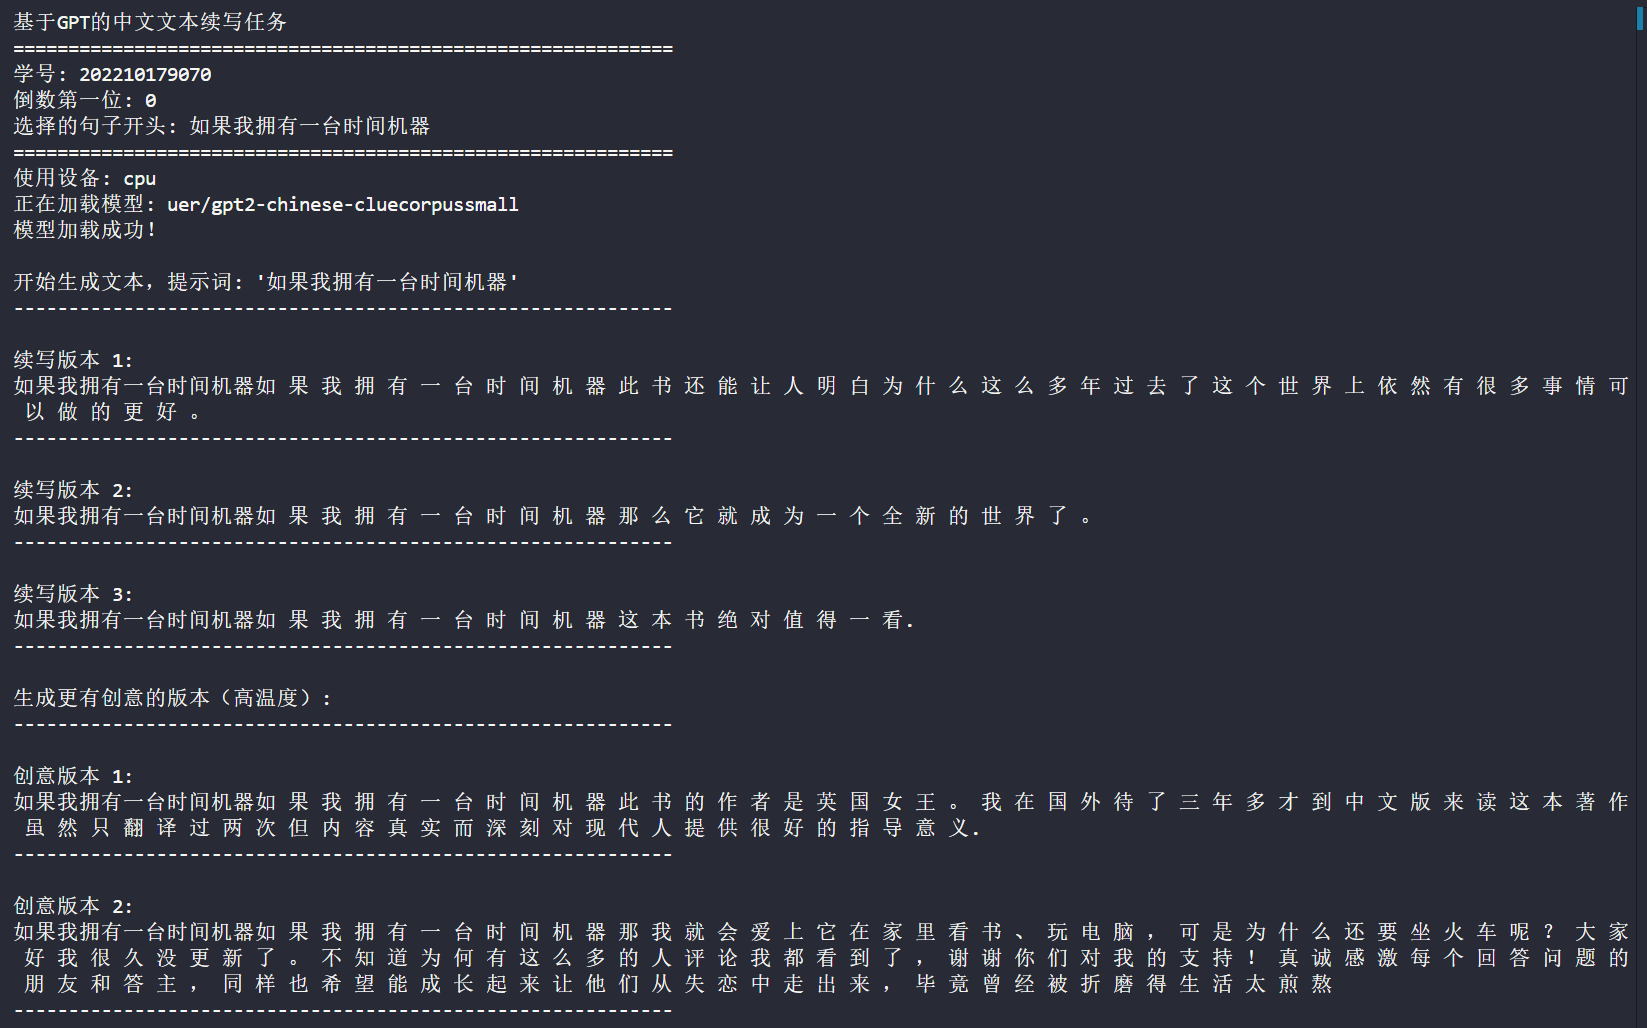 基于GPT的中文文本续写任务
============================================================
学号: 202210179070
倒数第一位: 0
选择的句子开头: 如果我拥有一台时间机器
============================================================
使用设备: cpu
正在加载模型: uer/gpt2-chinese-cluecorpussmall
模型加载成功!
开始生成文本，提示词: '如果我拥有一台时间机器'
------------------------------------------------------------
续写版本 1:
如果我拥有一台时间机器如 果 我 拥 有 一 台 时 间 机 器 此 书 还 能 让 人 明 白 为 什 么 这 么 多 年 过 去 了 这 个 世 界 上 依 然 有 很 多 事 情 可
以 做 的 更 好 。
------------------------------------------------------------
续写版本 2:
如果我拥有一台时间机器如 果 我 拥 有 一 台 时 间 机 器 那 么 它 就 成 为 一 个 全 新 的 世 界 了 。
------------------------------------------------------------
续写版本 3:
如果我拥有一台时间机器如 果 我 拥 有 一 台 时 间 机 器 这 本 书 绝 对 值 得 一 看.
------------------------------------------------------------
生成更有创意的版本（高温度）:
------------------------------------------------------------
创意版本 1:
如果我拥有一台时间机器如 果 我 拥 有 一 台 时 间 机 器 此 书 的 作 者 是 英 国 女 王 。 我 在 国 外 待 了 三 年 多 才 到 中 文 版 来 读 这 本 著 作
虽 然 只 翻 译 过 两 次 但 内 容 真 实 而 深 刻 对 现 代 人 提 供 很 好 的 指 导 意 义.
------------------------------------------------------------
创意版本 2:
如果我拥有一台时间机器如 果 我 拥 有 一 台 时 间 机 器 那 我 就 会 爱 上 它 在 家 里 看 书 、 玩 电 脑 ， 可 是 为 什 么 还 要 坐 火 车 呢 ？ 大 家
好 我 很 久 没 更 新 了 。 不 知 道 为 何 有 这 么 多 的 人 评 论 我 都 看 到 了 ， 谢 谢 你 们 对 我 的 支 持 ！ 真 诚 感 激 每 个 回 答 问 题 的
朋 友 和 答 主 ， 同 样 也 希 望 能 成 长 起 来 让 他 们 从 失 恋 中 走 出 来 ， 毕 竟 曾 经 被 折 磨 得 生 活 太 煎 熬
------------------------------------------------------------